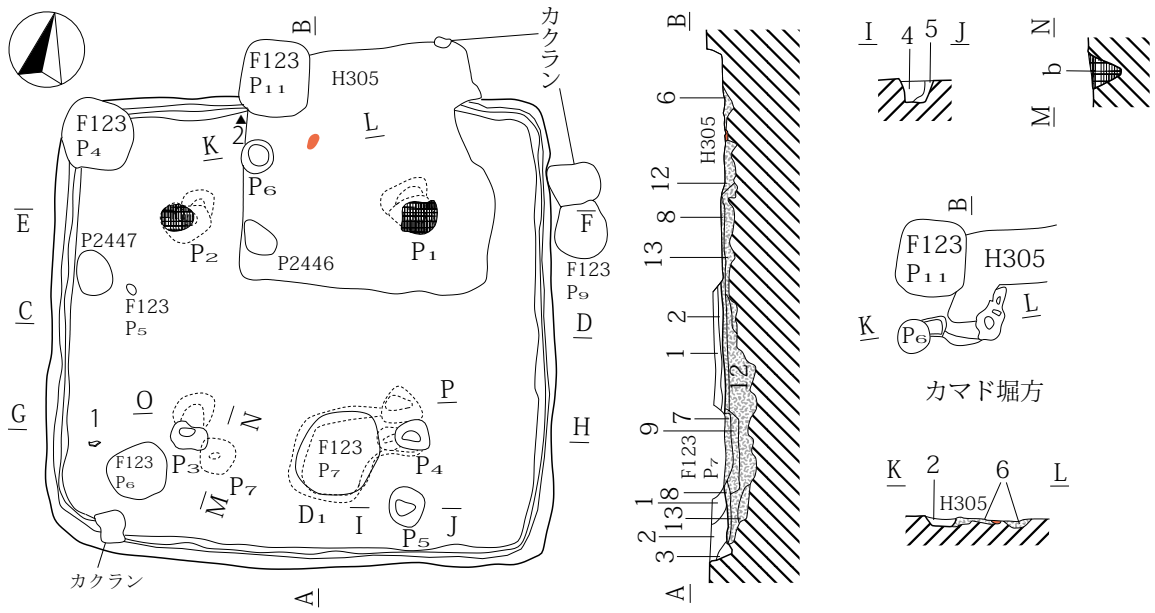 B
カクラン
F123
P11
H305
F123
P4
2
K
L
P6
E
F
P2
P1
P2447
P2446
F123
P9
F123
P5
C
D
G
1
O
N
P
H
P3
F123
P7
P4
F123
P6
P7
M
D1
I
J
P5
カクラン
A
B
6
H305
12
8
13
2
1
12
7
9
F123
P7
8
1
13
2
3
A
I
4
5
J
N
b
M
B
F123
P11
H305
K
P6
L
カマド堀方
K
2
H305
6
L